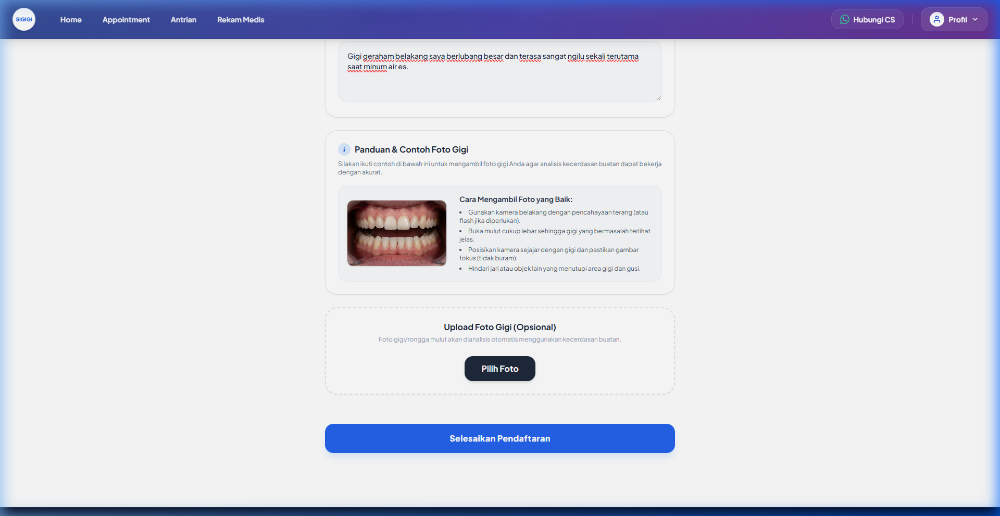 SIGIGI
Home
Appointment
Antrian
Rekam Medis
Hubungi CS
Profil
Gigi geraham belakang saya berlubang besar dan terasa sangat ngilu sekali terutama
saat minum air es.
Panduan & Contoh Foto Gigi
Silakan ikuti contoh di bawah ini untuk mengambil foto gigi Anda agar analisis kecerdasan buatan dapat bekerja
dengan akurat.
Cara Mengambil Foto yang Baik:
• Gunakan kamera belakang dengan pencahayaan terang (atau
flash jika diperlukan).
• Buka mulut cukup lebar sehingga gigi yang bermasalah terlihat
jelas.
• Posisikan kamera sejajar dengan gigi dan pastikan gambar
fokus (tidak buram).
• Hindari jari atau objek lain yang menutupi area gigi dan gusi.
Upload Foto Gigi (Opsional)
Foto gigi/rongga mulut akan dianalisis otomatis menggunakan kecerdasan buatan.
Pilih Foto
Selesaikan Pendaftaran